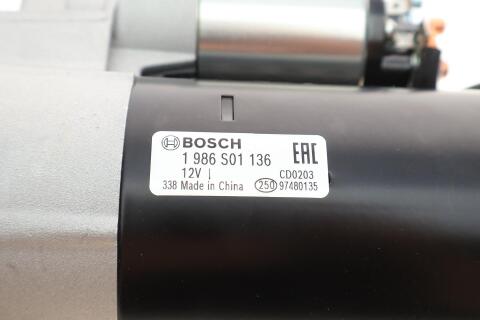 BOSCH
1 986 S01 136 EAC
12V CD0203
338 Made in China 250 97480135